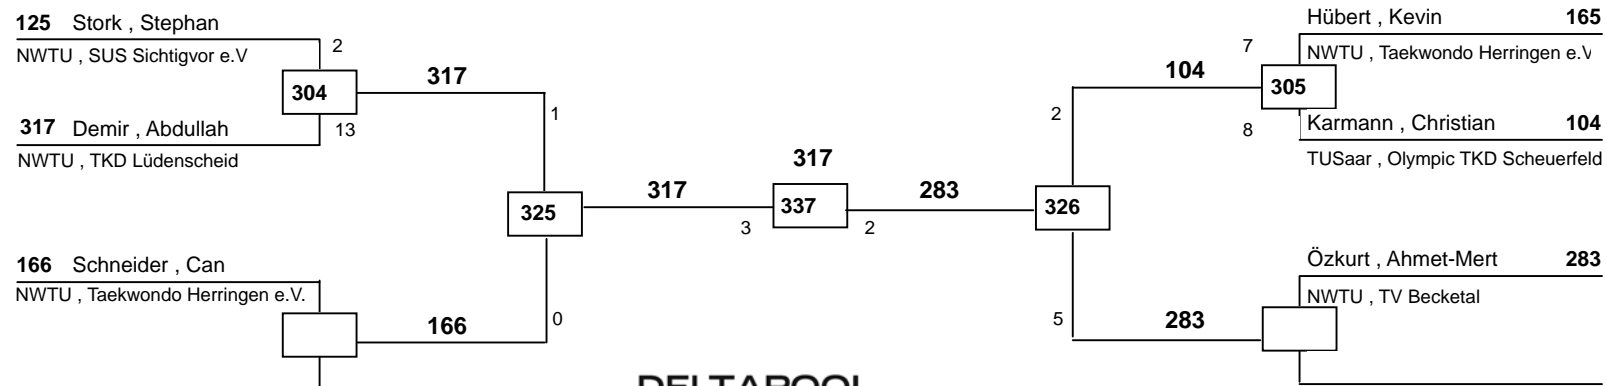 125 Stork , Stephan
NWTU , SUS Sichtigvor e.V
2
304
317
13
317 Demir , Abdullah
NWTU , TKD Lüdenscheid
1
325
317
166 Schneider , Can
NWTU , Taekwondo Herringen e.V.
166
0
317
337
3
2
283
Hübert , Kevin 165
NWTU , Taekwondo Herringen e.V
7
104
305
8
Karmann , Christian 104
TUSaar , Olympic TKD Scheuerfeld
2
326
Özkurt , Ahmet-Mert 283
NWTU , TV Becketal
5
283